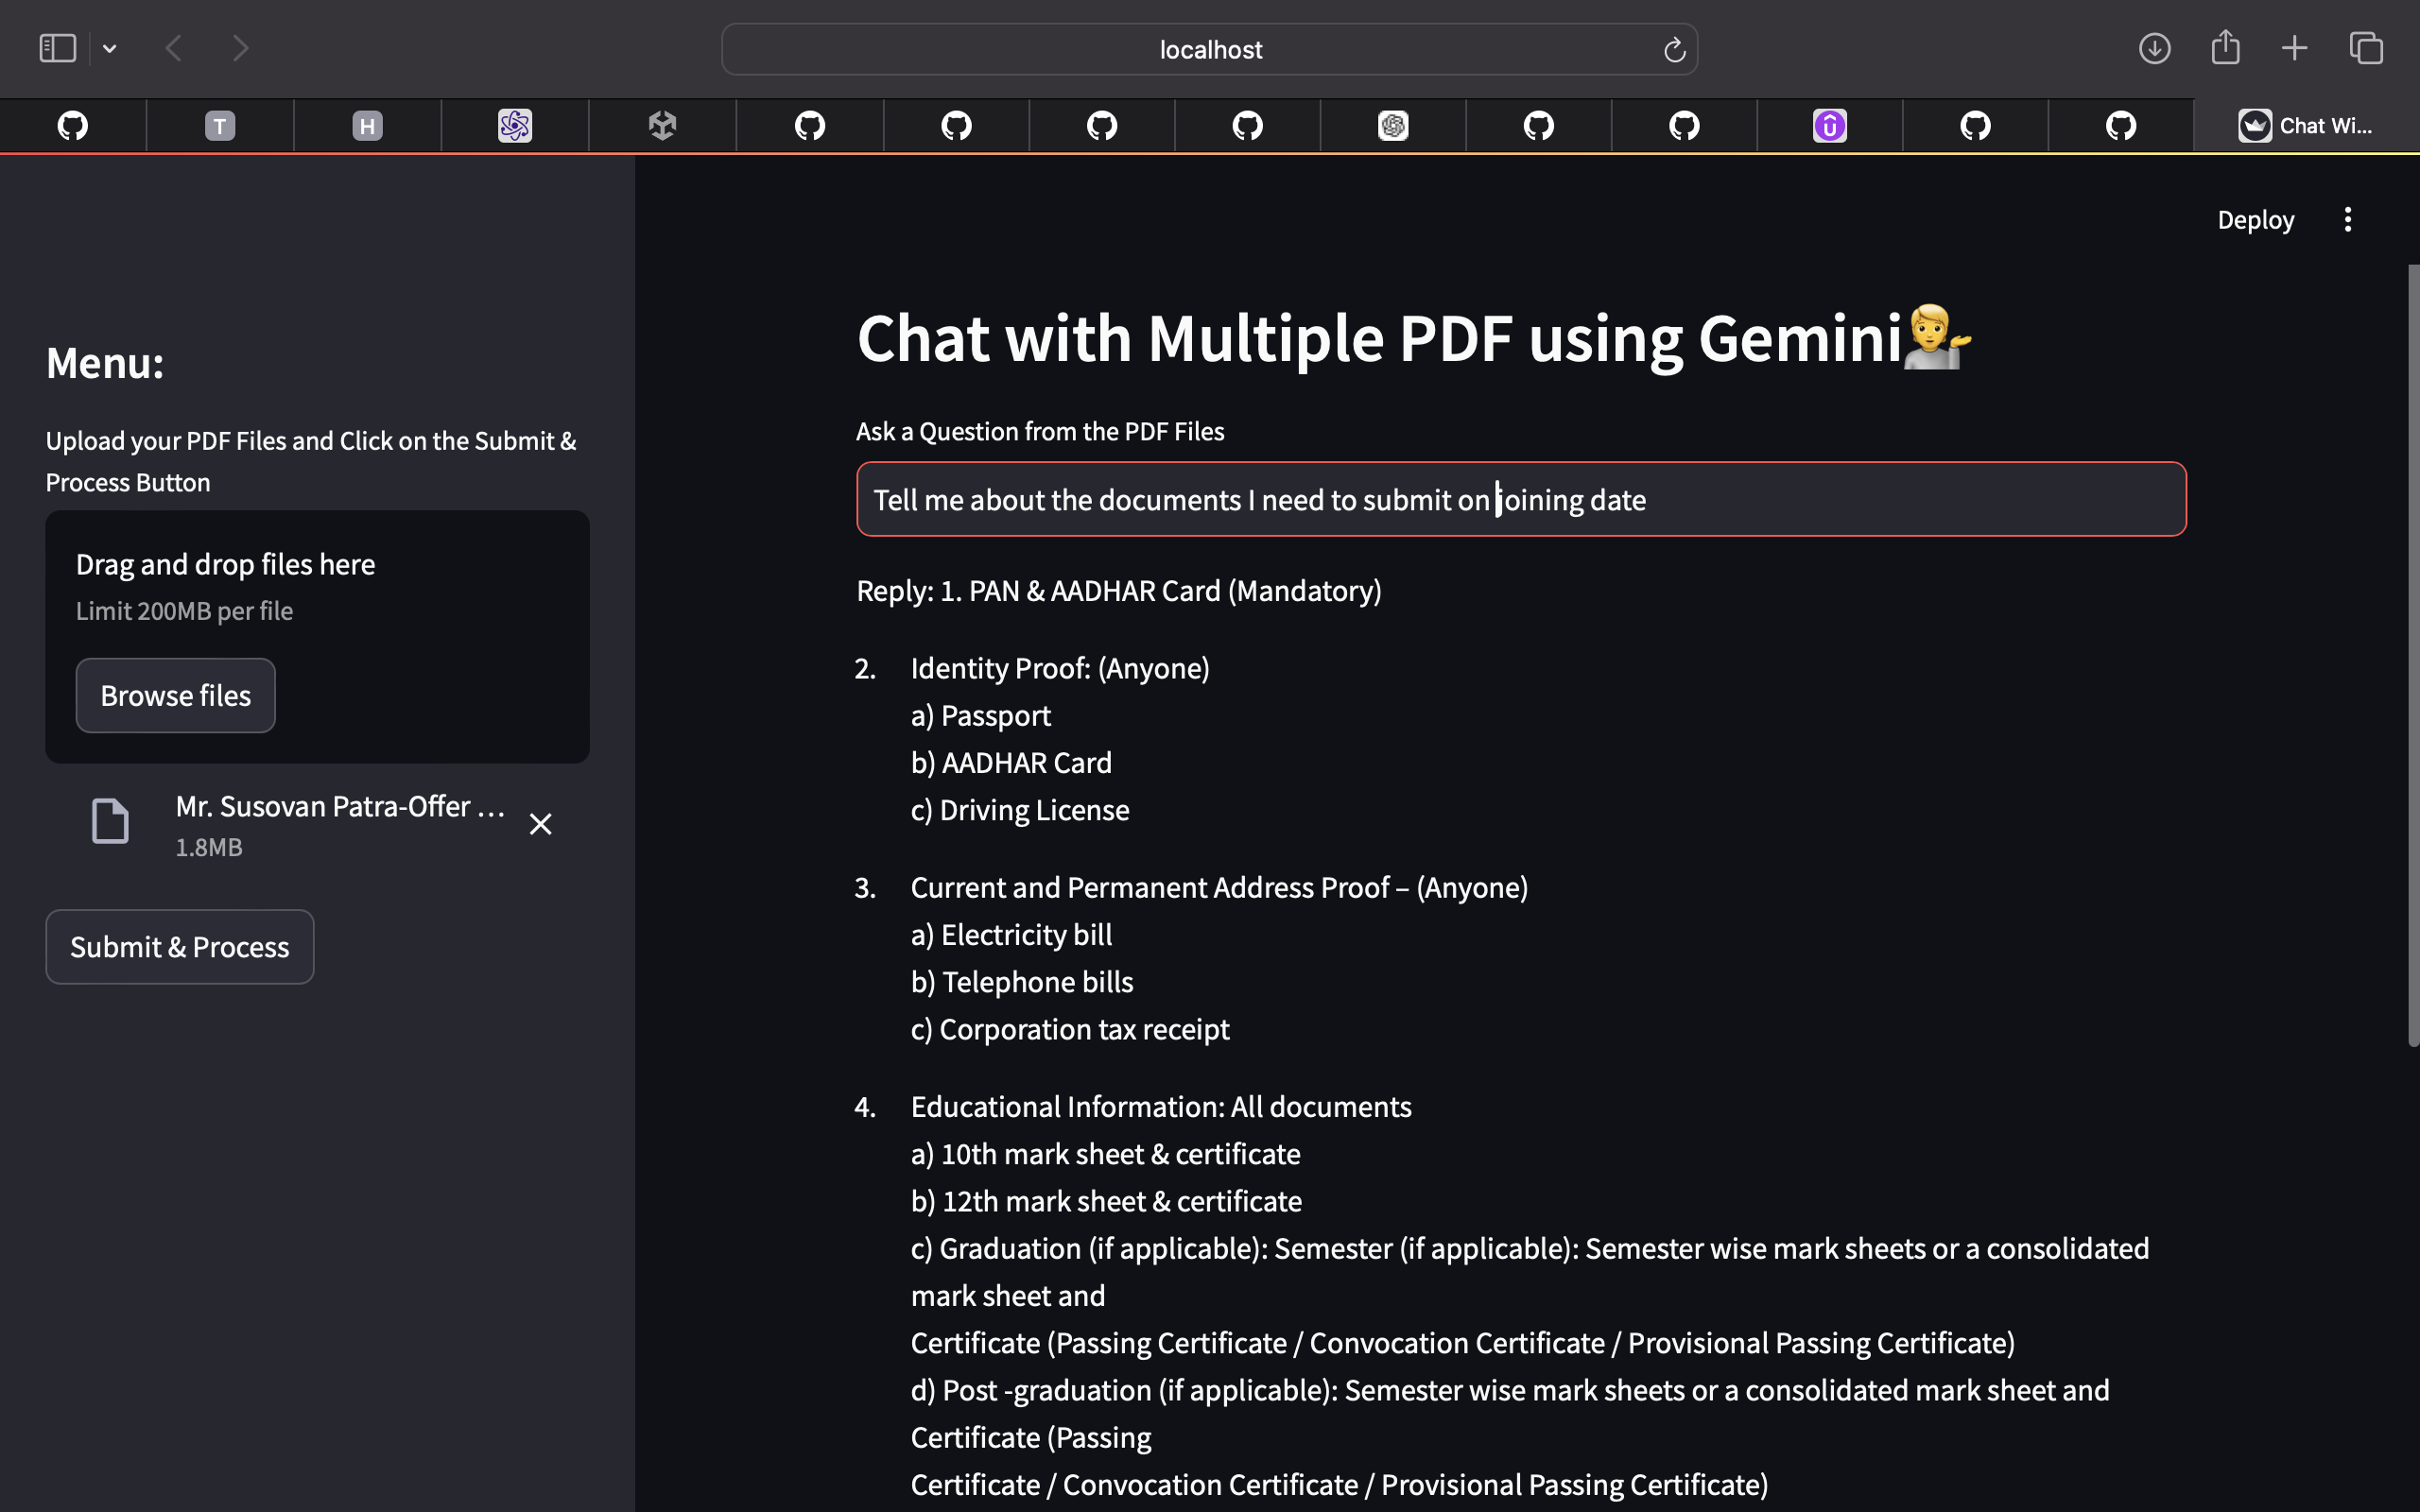 localhost
T
H
Chat Wi...
Deploy
Menu:
Upload your PDF Files and Click on the Submit &
Process Button
Drag and drop files here
Limit 200MB per file
Browse files
Mr. Susovan Patra-Offer ...
1.8MB
Submit & Process
Chat with Multiple PDF using Gemini💁
Ask a Question from the PDF Files
Tell me about the documents I need to submit on joining date
Reply: 1. PAN & AADHAR Card (Mandatory)
2. Identity Proof: (Anyone)
a) Passport
b) AADHAR Card
c) Driving License
3. Current and Permanent Address Proof – (Anyone)
a) Electricity bill
b) Telephone bills
c) Corporation tax receipt
4. Educational Information: All documents
a) 10th mark sheet & certificate
b) 12th mark sheet & certificate
c) Graduation (if applicable): Semester (if applicable): Semester wise mark sheets or a consolidated
mark sheet and
Certificate (Passing Certificate / Convocation Certificate / Provisional Passing Certificate)
d) Post -graduation (if applicable): Semester wise mark sheets or a consolidated mark sheet and
Certificate (Passing
Certificate / Convocation Certificate / Provisional Passing Certificate)